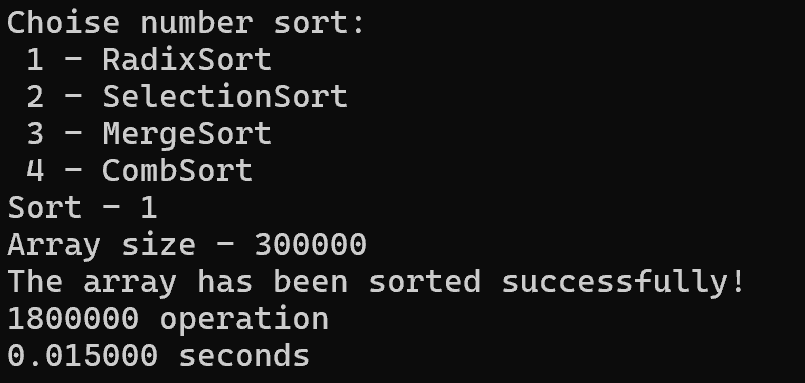 Choise number sort:
1 - RadixSort
2 - SelectionSort
3 - MergeSort
4 - CombSort
Sort - 1
Array size - 300000
The array has been sorted successfully!
1800000 operation
0.015000 seconds